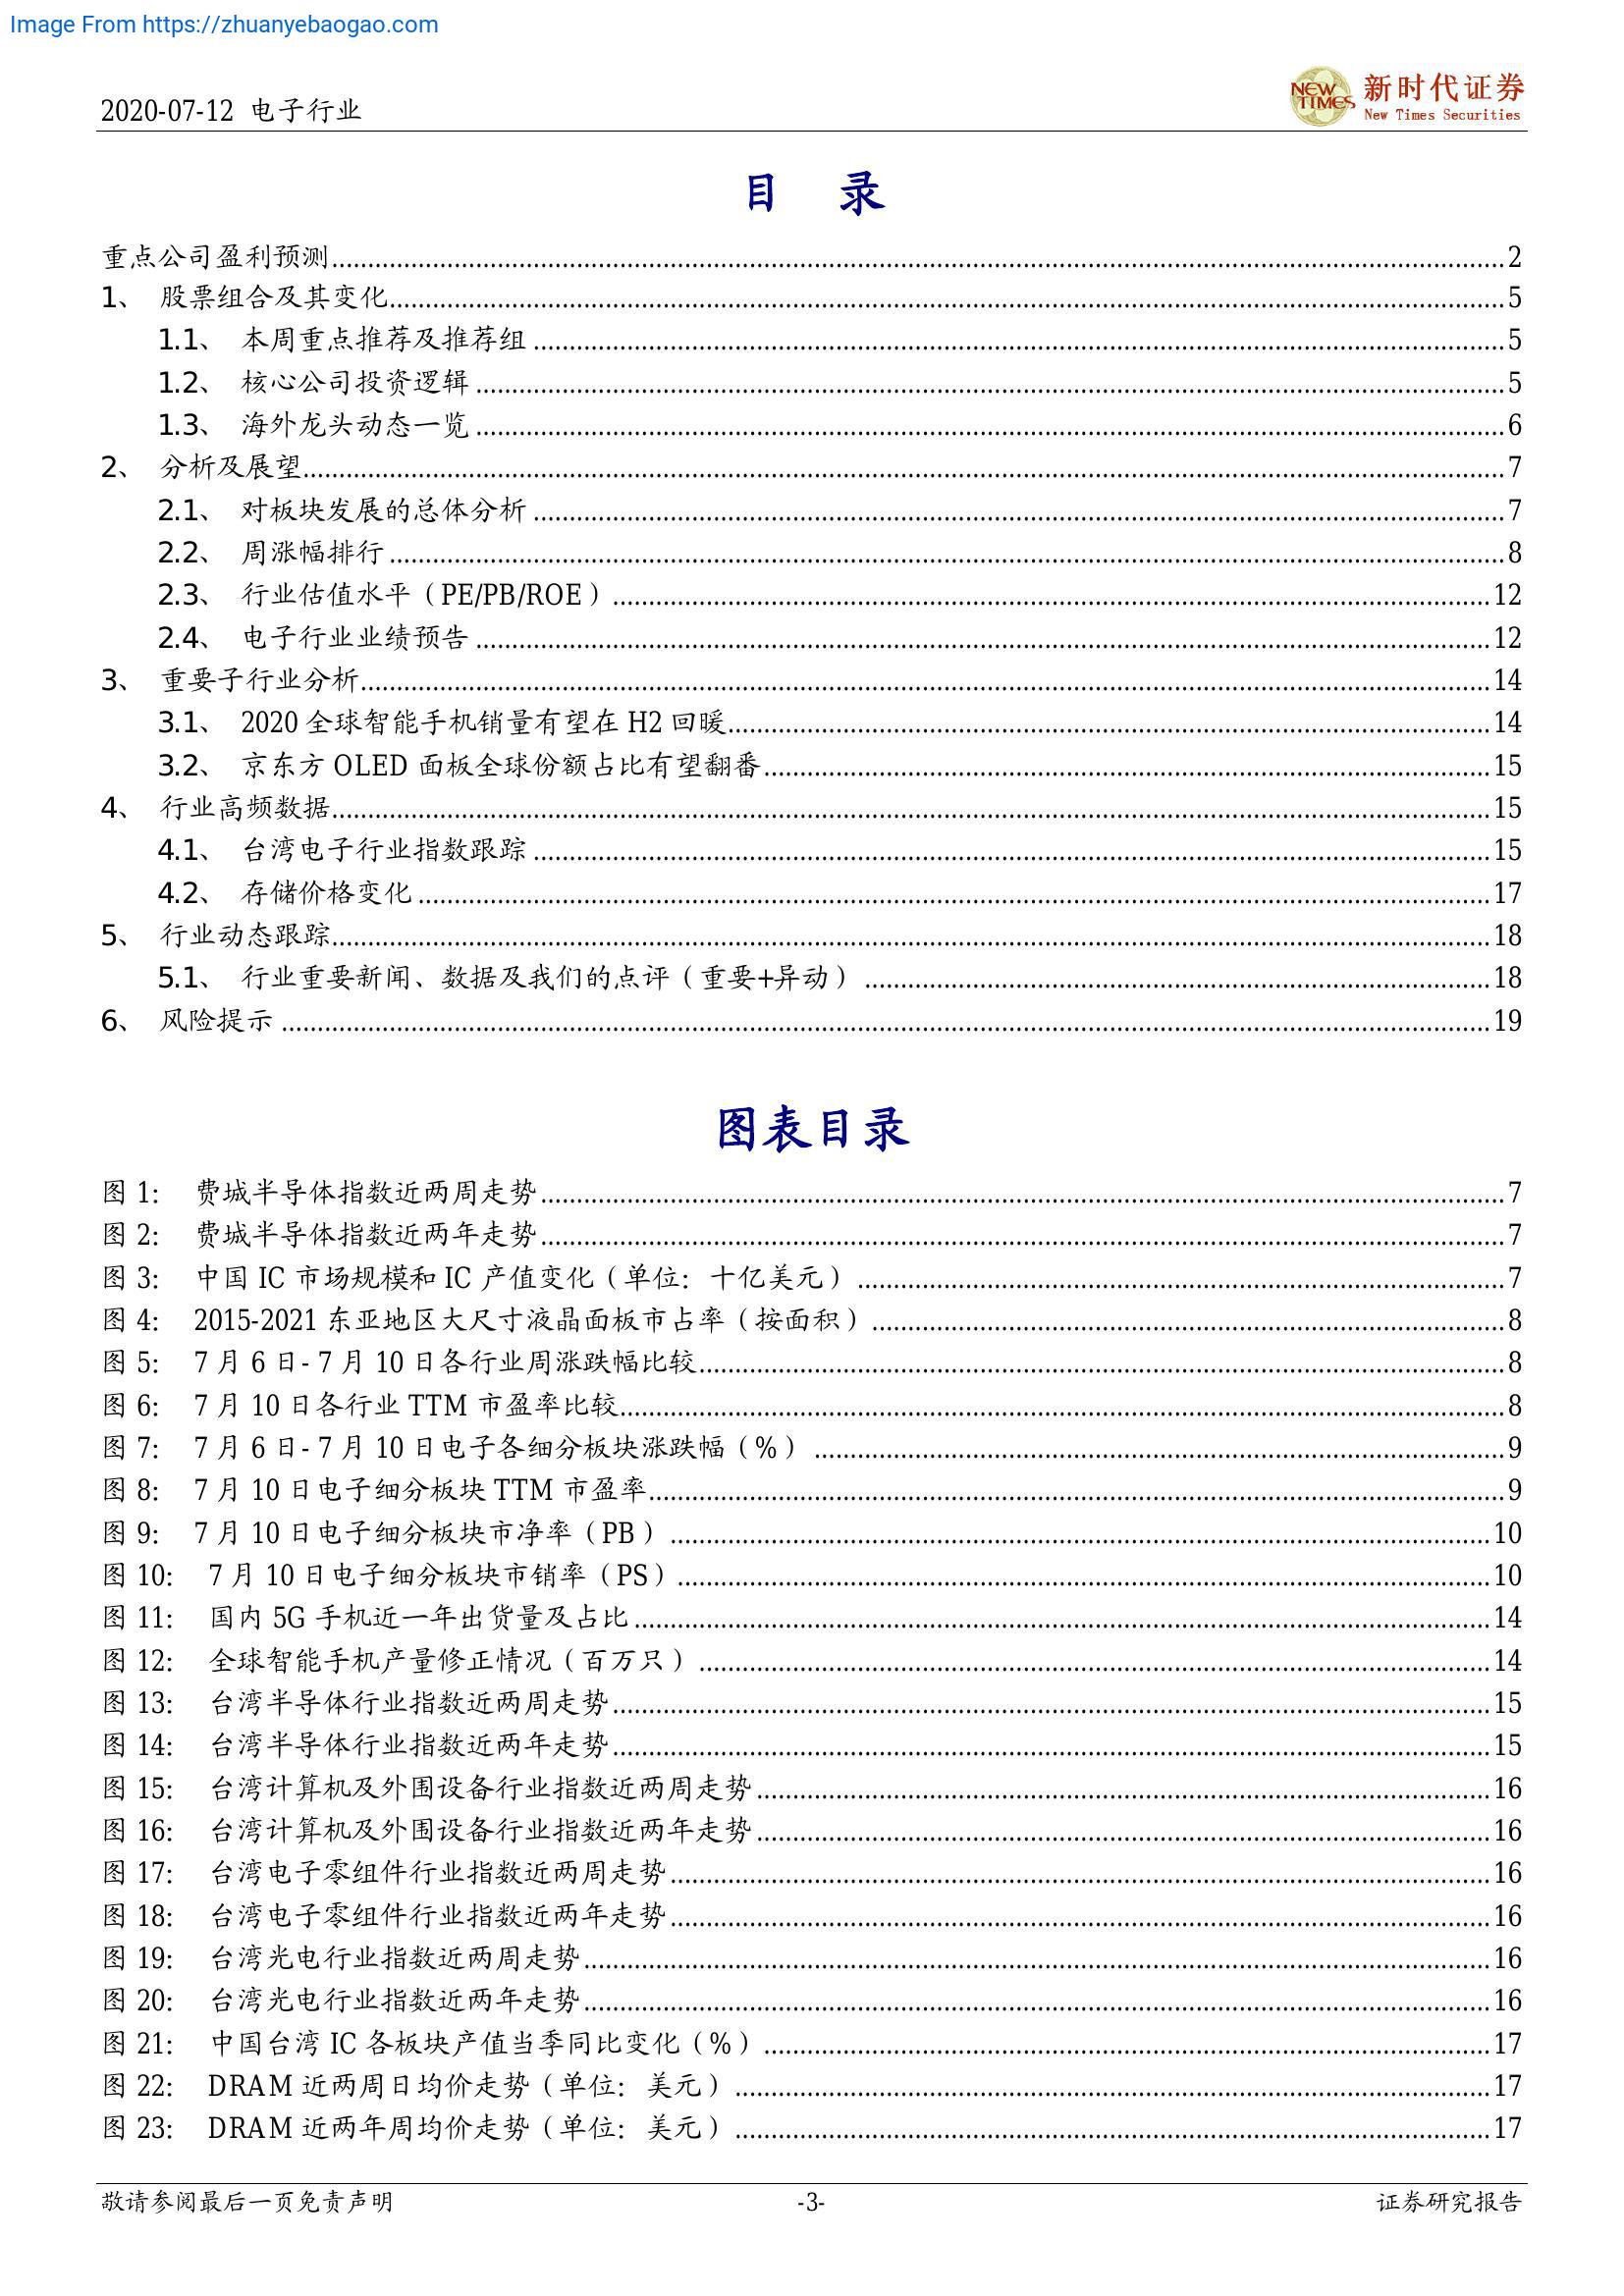 Image From https://zhuanyebaogao.com
2020-07-12 电子行业
NEW TIMES 新时代证券
New Times Securities
目 录
重点公司盈利预测 2
1、 股票组合及其变化 5
1.1、 本周重点推荐及推荐组 5
1.2、 核心公司投资逻辑 5
1.3、 海外龙头动态一览 6
2、 分析及展望 7
2.1、 对板块发展的总体分析 7
2.2、 周涨幅排行 8
2.3、 行业估值水平（PE/PB/ROE） 12
2.4、 电子行业业绩预告 12
3、 重要子行业分析 14
3.1、 2020 全球智能手机销量有望在 H2 回暖 14
3.2、 京东方 OLED 面板全球份额占比有望翻番 15
4、 行业高频数据 15
4.1、 台湾电子行业指数跟踪 15
4.2、 存储价格变化 17
5、 行业动态跟踪 18
5.1、 行业重要新闻、数据及我们的点评（重要+异动） 18
6、 风险提示 19
图表目录
图 1: 费城半导体指数近两周走势 7
图 2: 费城半导体指数近两年走势 7
图 3: 中国 IC 市场规模和 IC 产值变化（单位：十亿美元） 7
图 4: 2015-2021 东亚地区大尺寸液晶面板市占率（按面积） 8
图 5: 7 月 6 日- 7 月 10 日各行业周涨跌幅比较 8
图 6: 7 月 10 日各行业 TTM 市盈率比较 8
图 7: 7 月 6 日- 7 月 10 日电子各细分板块涨跌幅（%） 9
图 8: 7 月 10 日电子细分板块 TTM 市盈率 9
图 9: 7 月 10 日电子细分板块市净率（PB） 10
图 10: 7 月 10 日电子细分板块市销率（PS） 10
图 11: 国内 5G 手机近一年出货量及占比 14
图 12: 全球智能手机产量修正情况（百万只） 14
图 13: 台湾半导体行业指数近两周走势 15
图 14: 台湾半导体行业指数近两年走势 15
图 15: 台湾计算机及外围设备行业指数近两周走势 16
图 16: 台湾计算机及外围设备行业指数近两年走势 16
图 17: 台湾电子零组件行业指数近两周走势 16
图 18: 台湾电子零组件行业指数近两年走势 16
图 19: 台湾光电行业指数近两周走势 16
图 20: 台湾光电行业指数近两年走势 16
图 21: 中国台湾 IC 各板块产值当季同比变化（%） 17
图 22: DRAM 近两周日均价走势（单位：美元） 17
图 23: DRAM 近两年周均价走势（单位：美元） 17
敬请参阅最后一页免责声明 -3- 证券研究报告